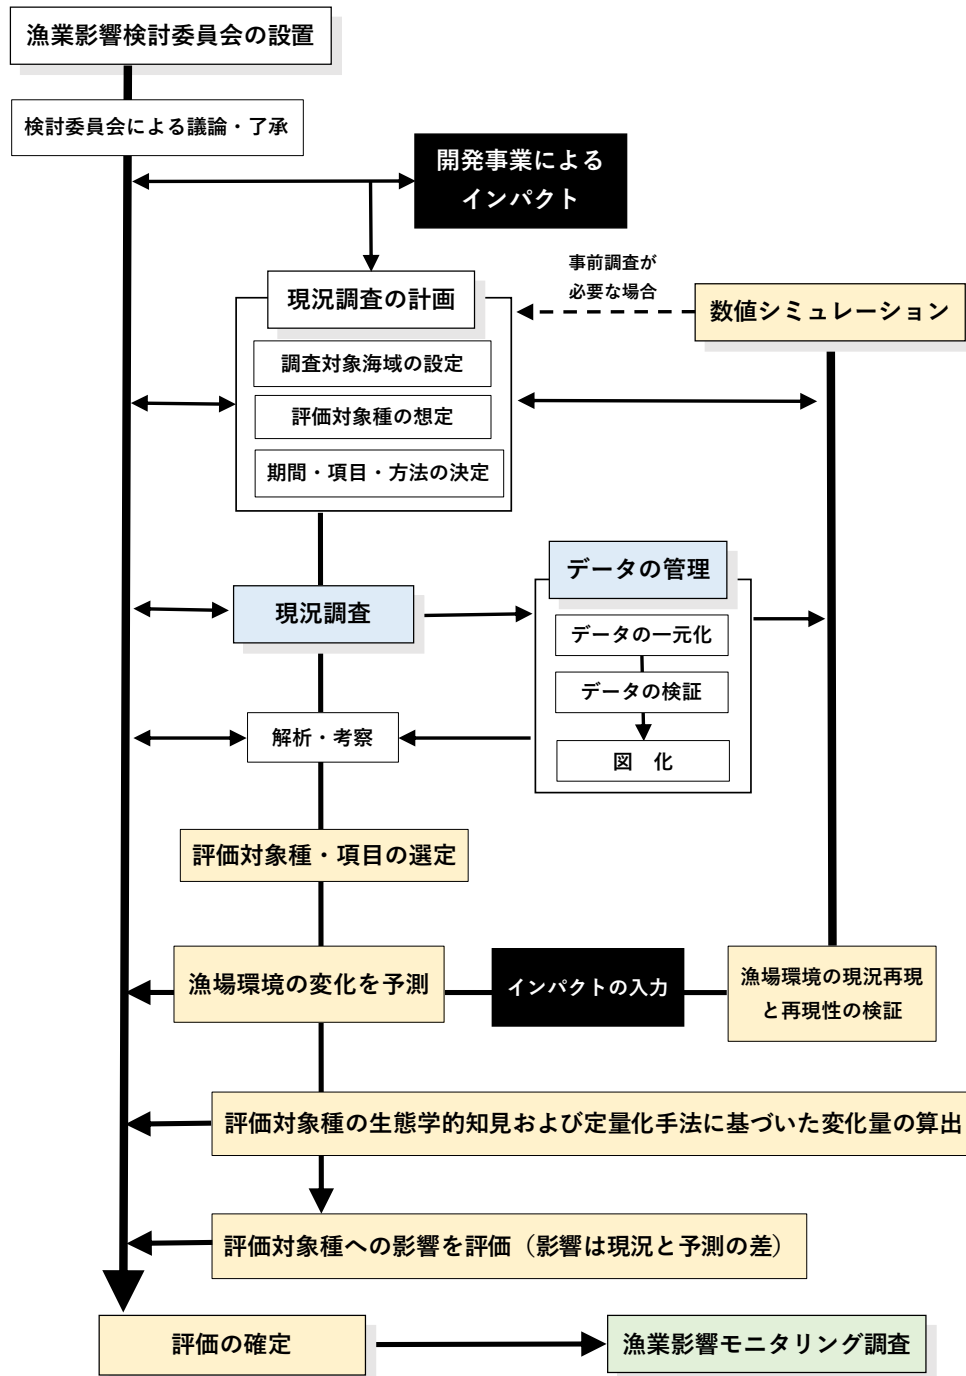 漁業影響検討委員会の設置
検討委員会による議論・了承
開発事業による
インパクト
事前調査が
必要な場合
現況調査の計画
数値シミュレーション
調査対象海域の設定
評価対象種の想定
期間・項目・方法の決定
データの管理
現況調査
データの一元化
データの検証
解析・考察
図　化
評価対象種・項目の選定
漁場環境の変化を予測
インパクトの入力
漁場環境の現況再現
と再現性の検証
評価対象種の生態学的知見および定量化手法に基づいた変化量の算出
評価対象種への影響を評価（影響は現況と予測の差）
評価の確定
漁業影響モニタリング調査